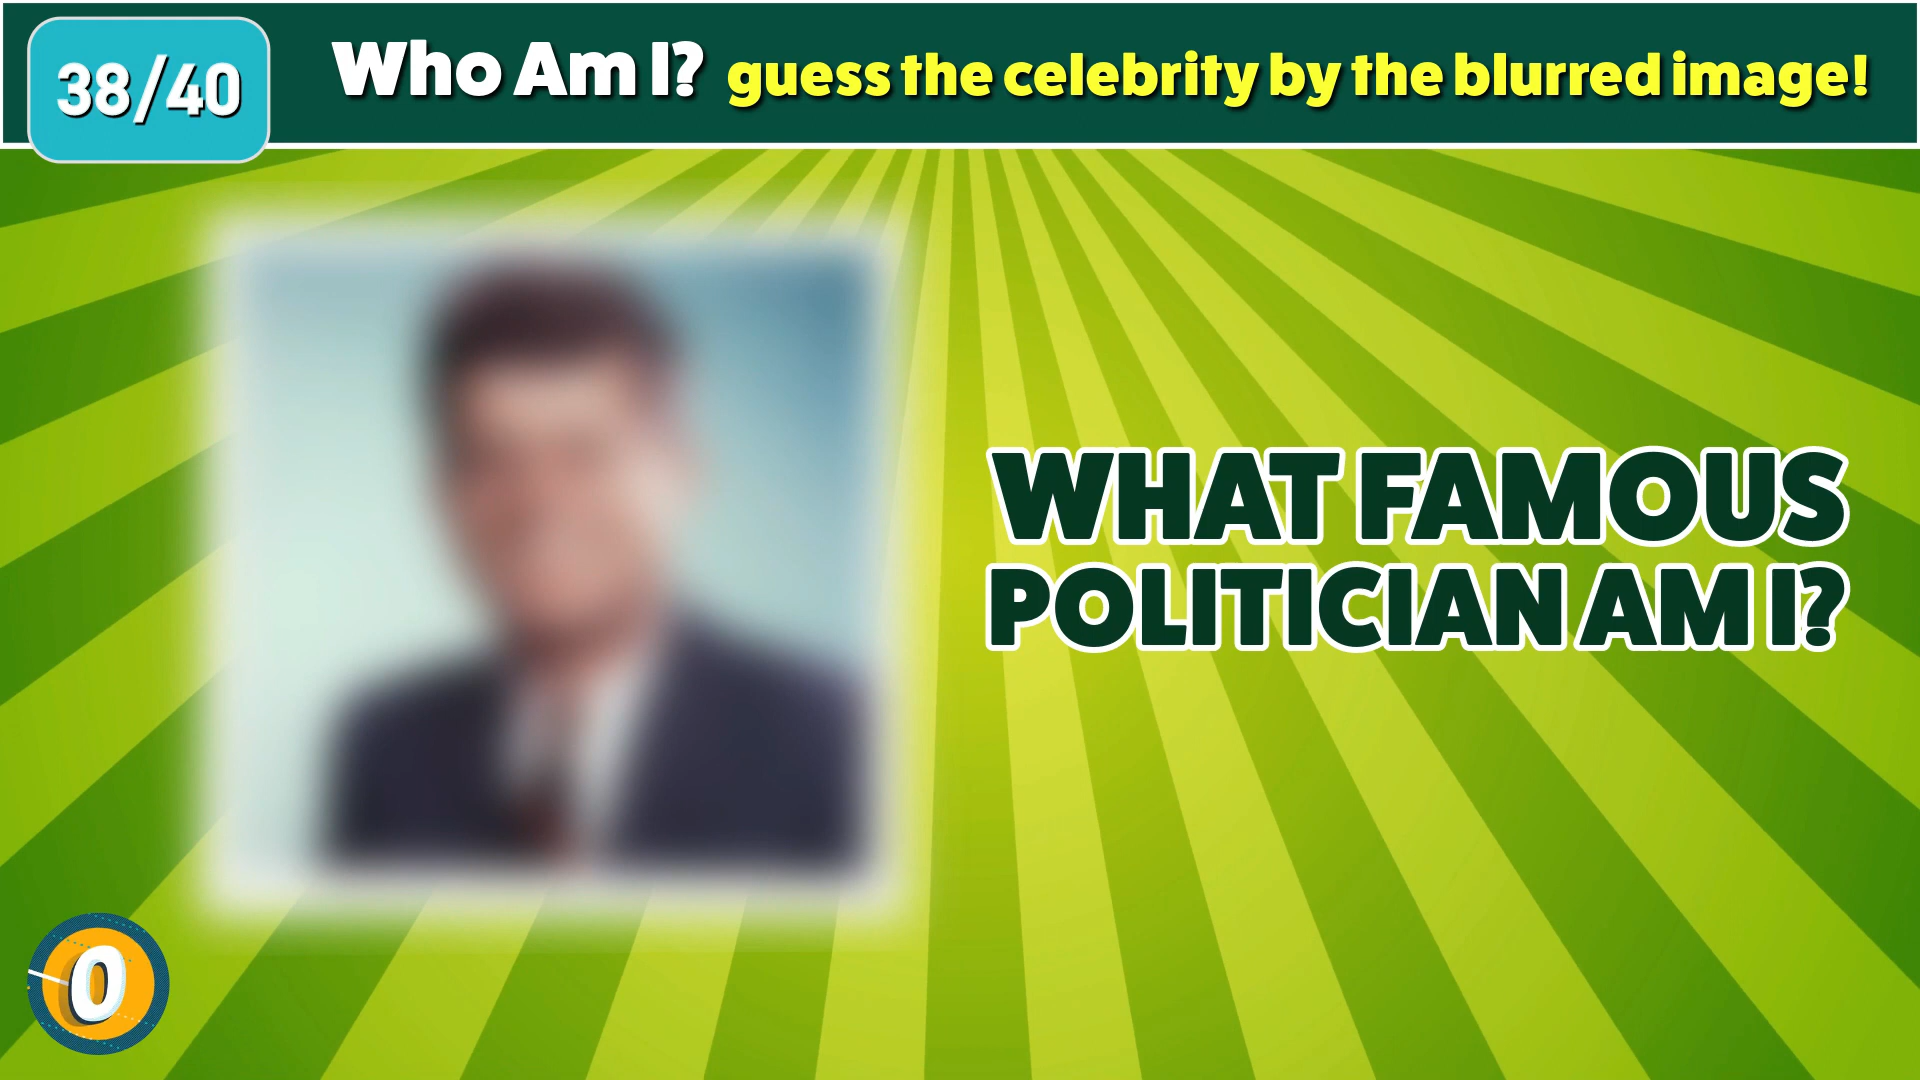 38/40
Who Am I? guess the celebrity by the blurred image!
WHAT FAMOUS
POLITICIAN AM I?
0